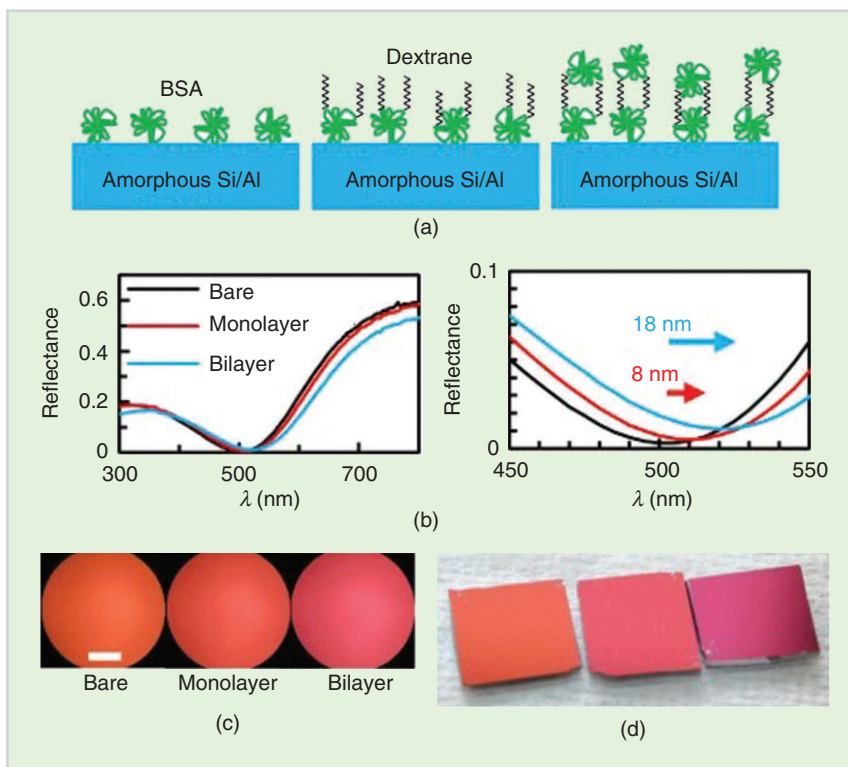 BSA
Dextrane
Amorphous Si/Al
Amorphous Si/Al
Amorphous Si/Al
(a)
Reflectance
0.6
0.4
0.2
0
300
500
700
λ (nm)
Bare
Monolayer
Bilayer
Reflectance
0.1
0
450
500
550
λ (nm)
18 nm
8 nm
(b)
Bare
Monolayer
Bilayer
(c)
(d)